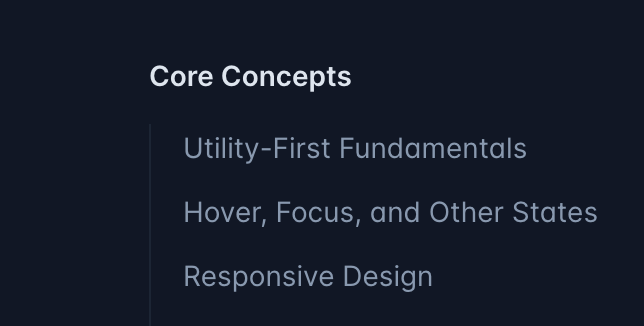 Core Concepts
Utility-First Fundamentals
Hover, Focus, and Other States
Responsive Design